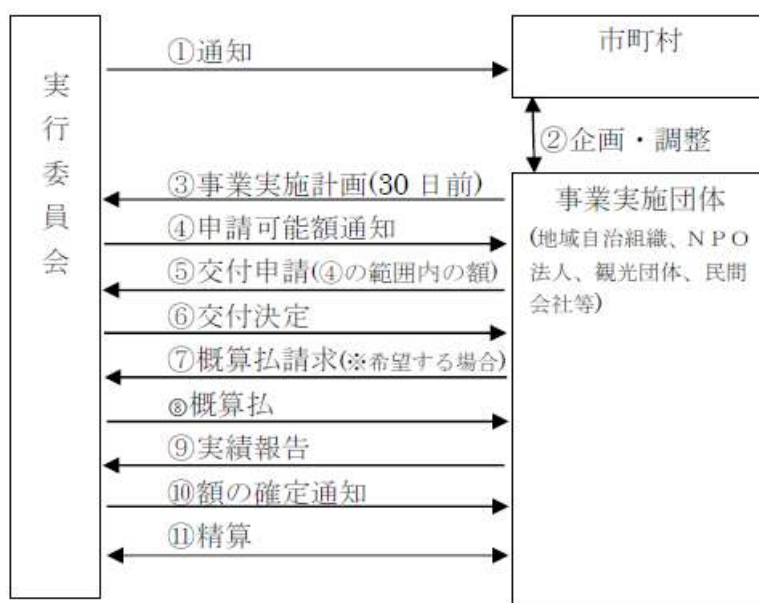 実行委員会
①通知
市町村
②企画・調整
③事業実施計画(30 日前)
事業実施団体
(地域自治組織、ＮＰＯ
法人、観光団体、民間
会社等)
④申請可能額通知
⑤交付申請(④の範囲内の額)
⑥交付決定
⑦概算払請求(※希望する場合)
⑧概算払
⑨実績報告
⑩額の確定通知
⑪精算